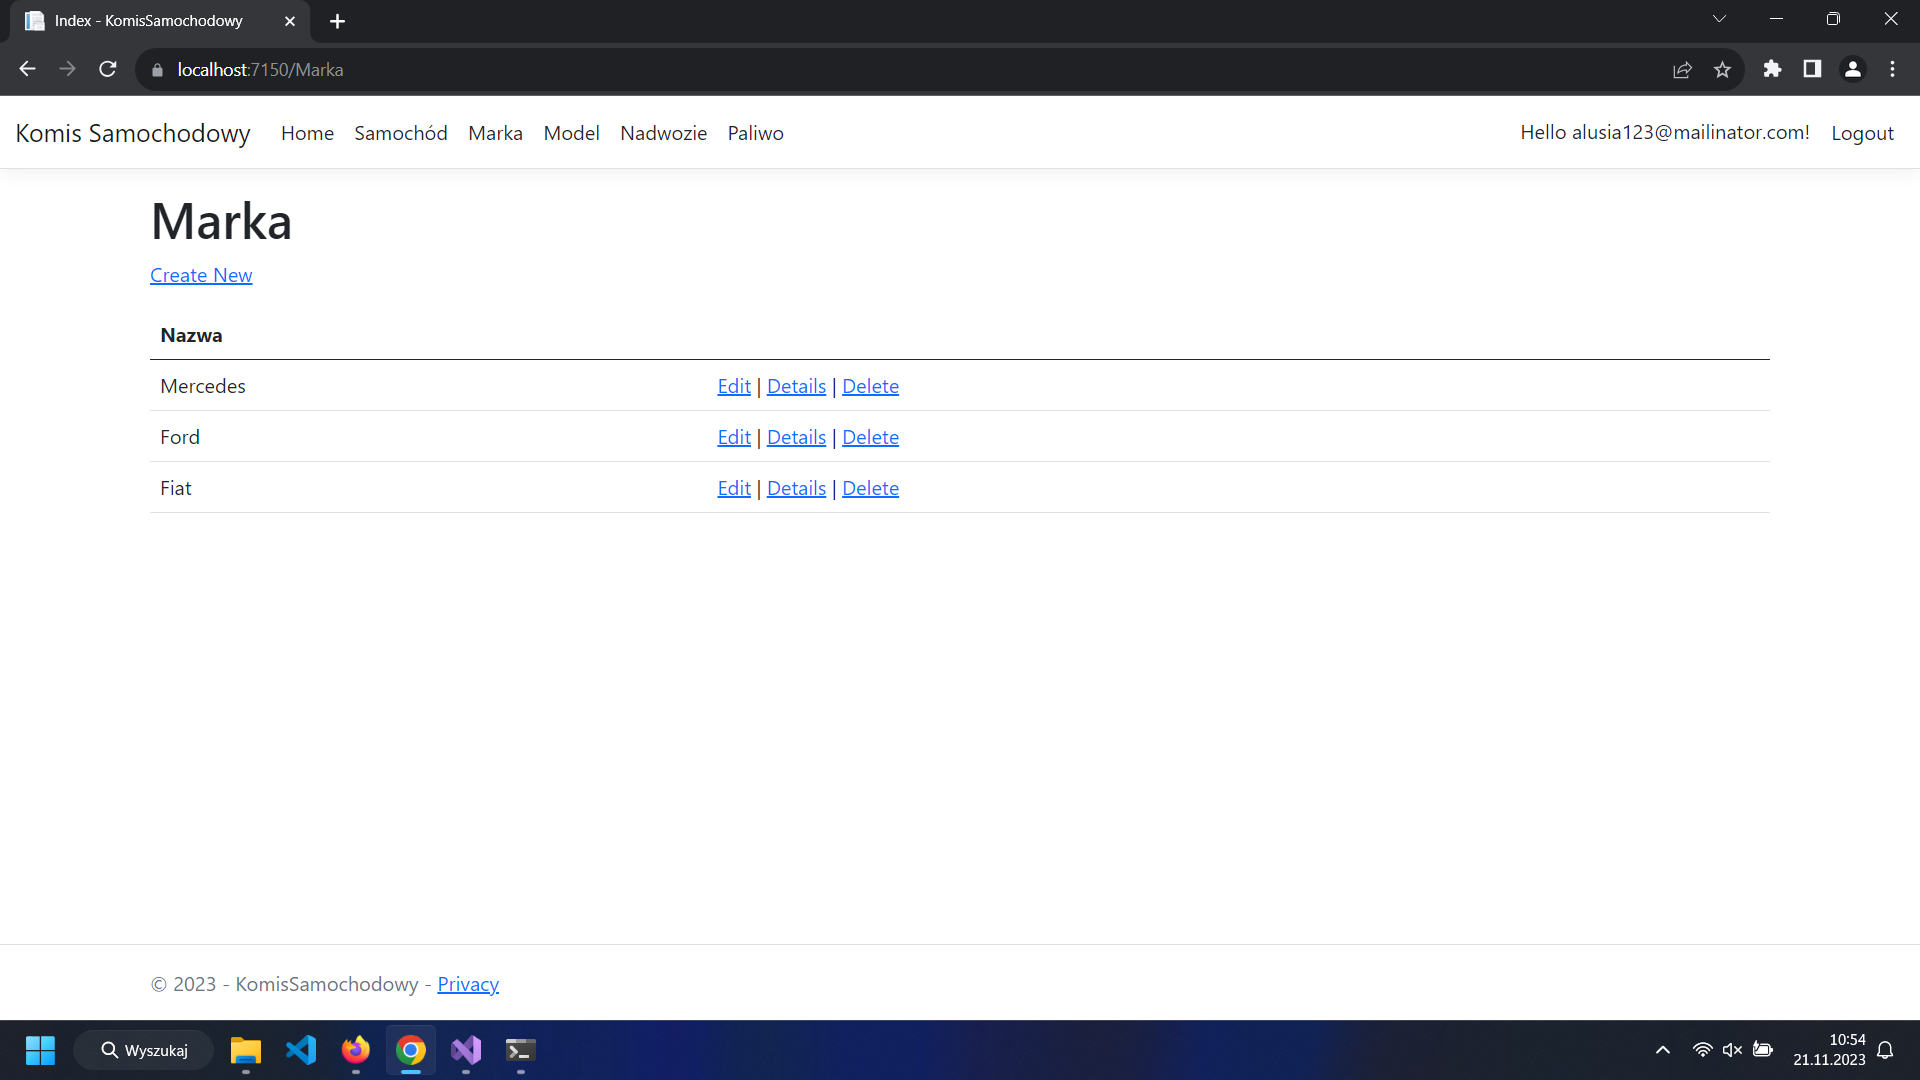 Index - KomisSamochodowy
localhost:7150/Marka
Komis Samochodowy Home Samochód Marka Model Nadwozie Paliwo Hello alusia123@mailinator.com! Logout
Marka
Create New
Nazwa
Mercedes Edit | Details | Delete
Ford Edit | Details | Delete
Fiat Edit | Details | Delete
© 2023 - KomisSamochodowy - Privacy
Wyszukaj
10:54
21.11.2023